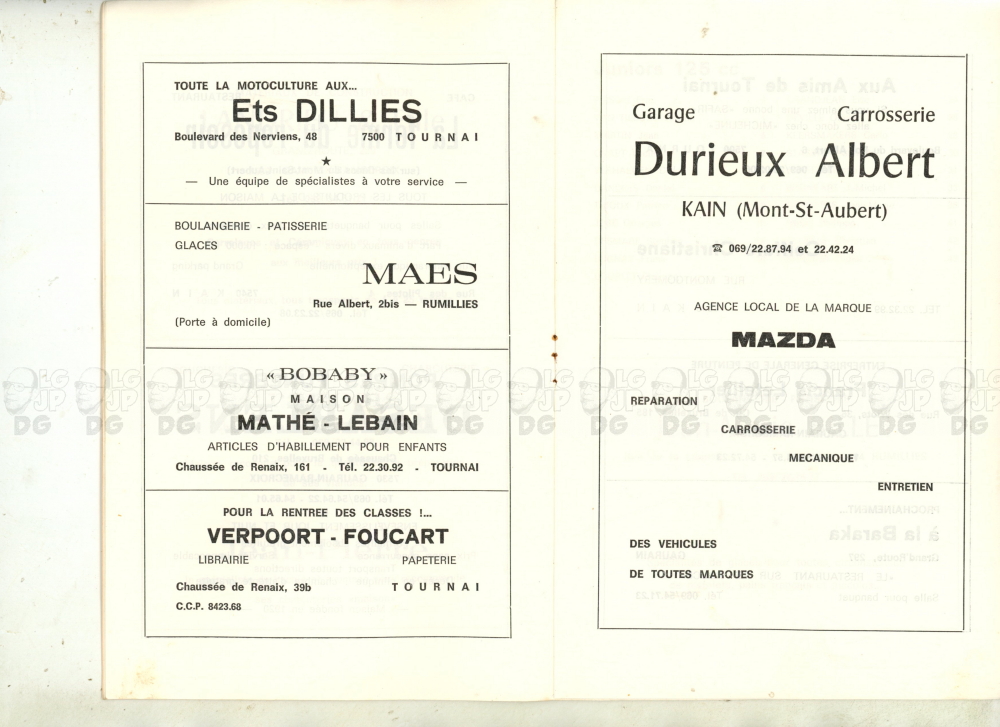 TOUTE LA MOTOCULTURE AUX...
Ets DILLIES
Boulevard des Nerviens, 48 7500 TOURNAI
★
— Une équipe de spécialistes à votre service —
BOULANGERIE - PATISSERIE
GLACES
MAES
Rue Albert, 2bis — RUMILLIES
(Porte à domicile)
« BOBABY »
MAISON
MATHÉ - LEBAIN
ARTICLES D'HABILLEMENT POUR ENFANTS
Chaussée de Renaix, 161 - Tél. 22.30.92 - TOURNAI
POUR LA RENTREE DES CLASSES !...
VERPOORT - FOUCART
LIBRAIRIE PAPETERIE
Chaussée de Renaix, 39b TOURNAI
C.C.P. 8423.68
Garage Carrosserie
Durieux Albert
KAIN (Mont-St-Aubert)
☎ 069/22.87.94 et 22.42.24
AGENCE LOCAL DE LA MARQUE
MAZDA
REPARATION
CARROSSERIE
MECANIQUE
ENTRETIEN
DES VEHICULES
DE TOUTES MARQUES